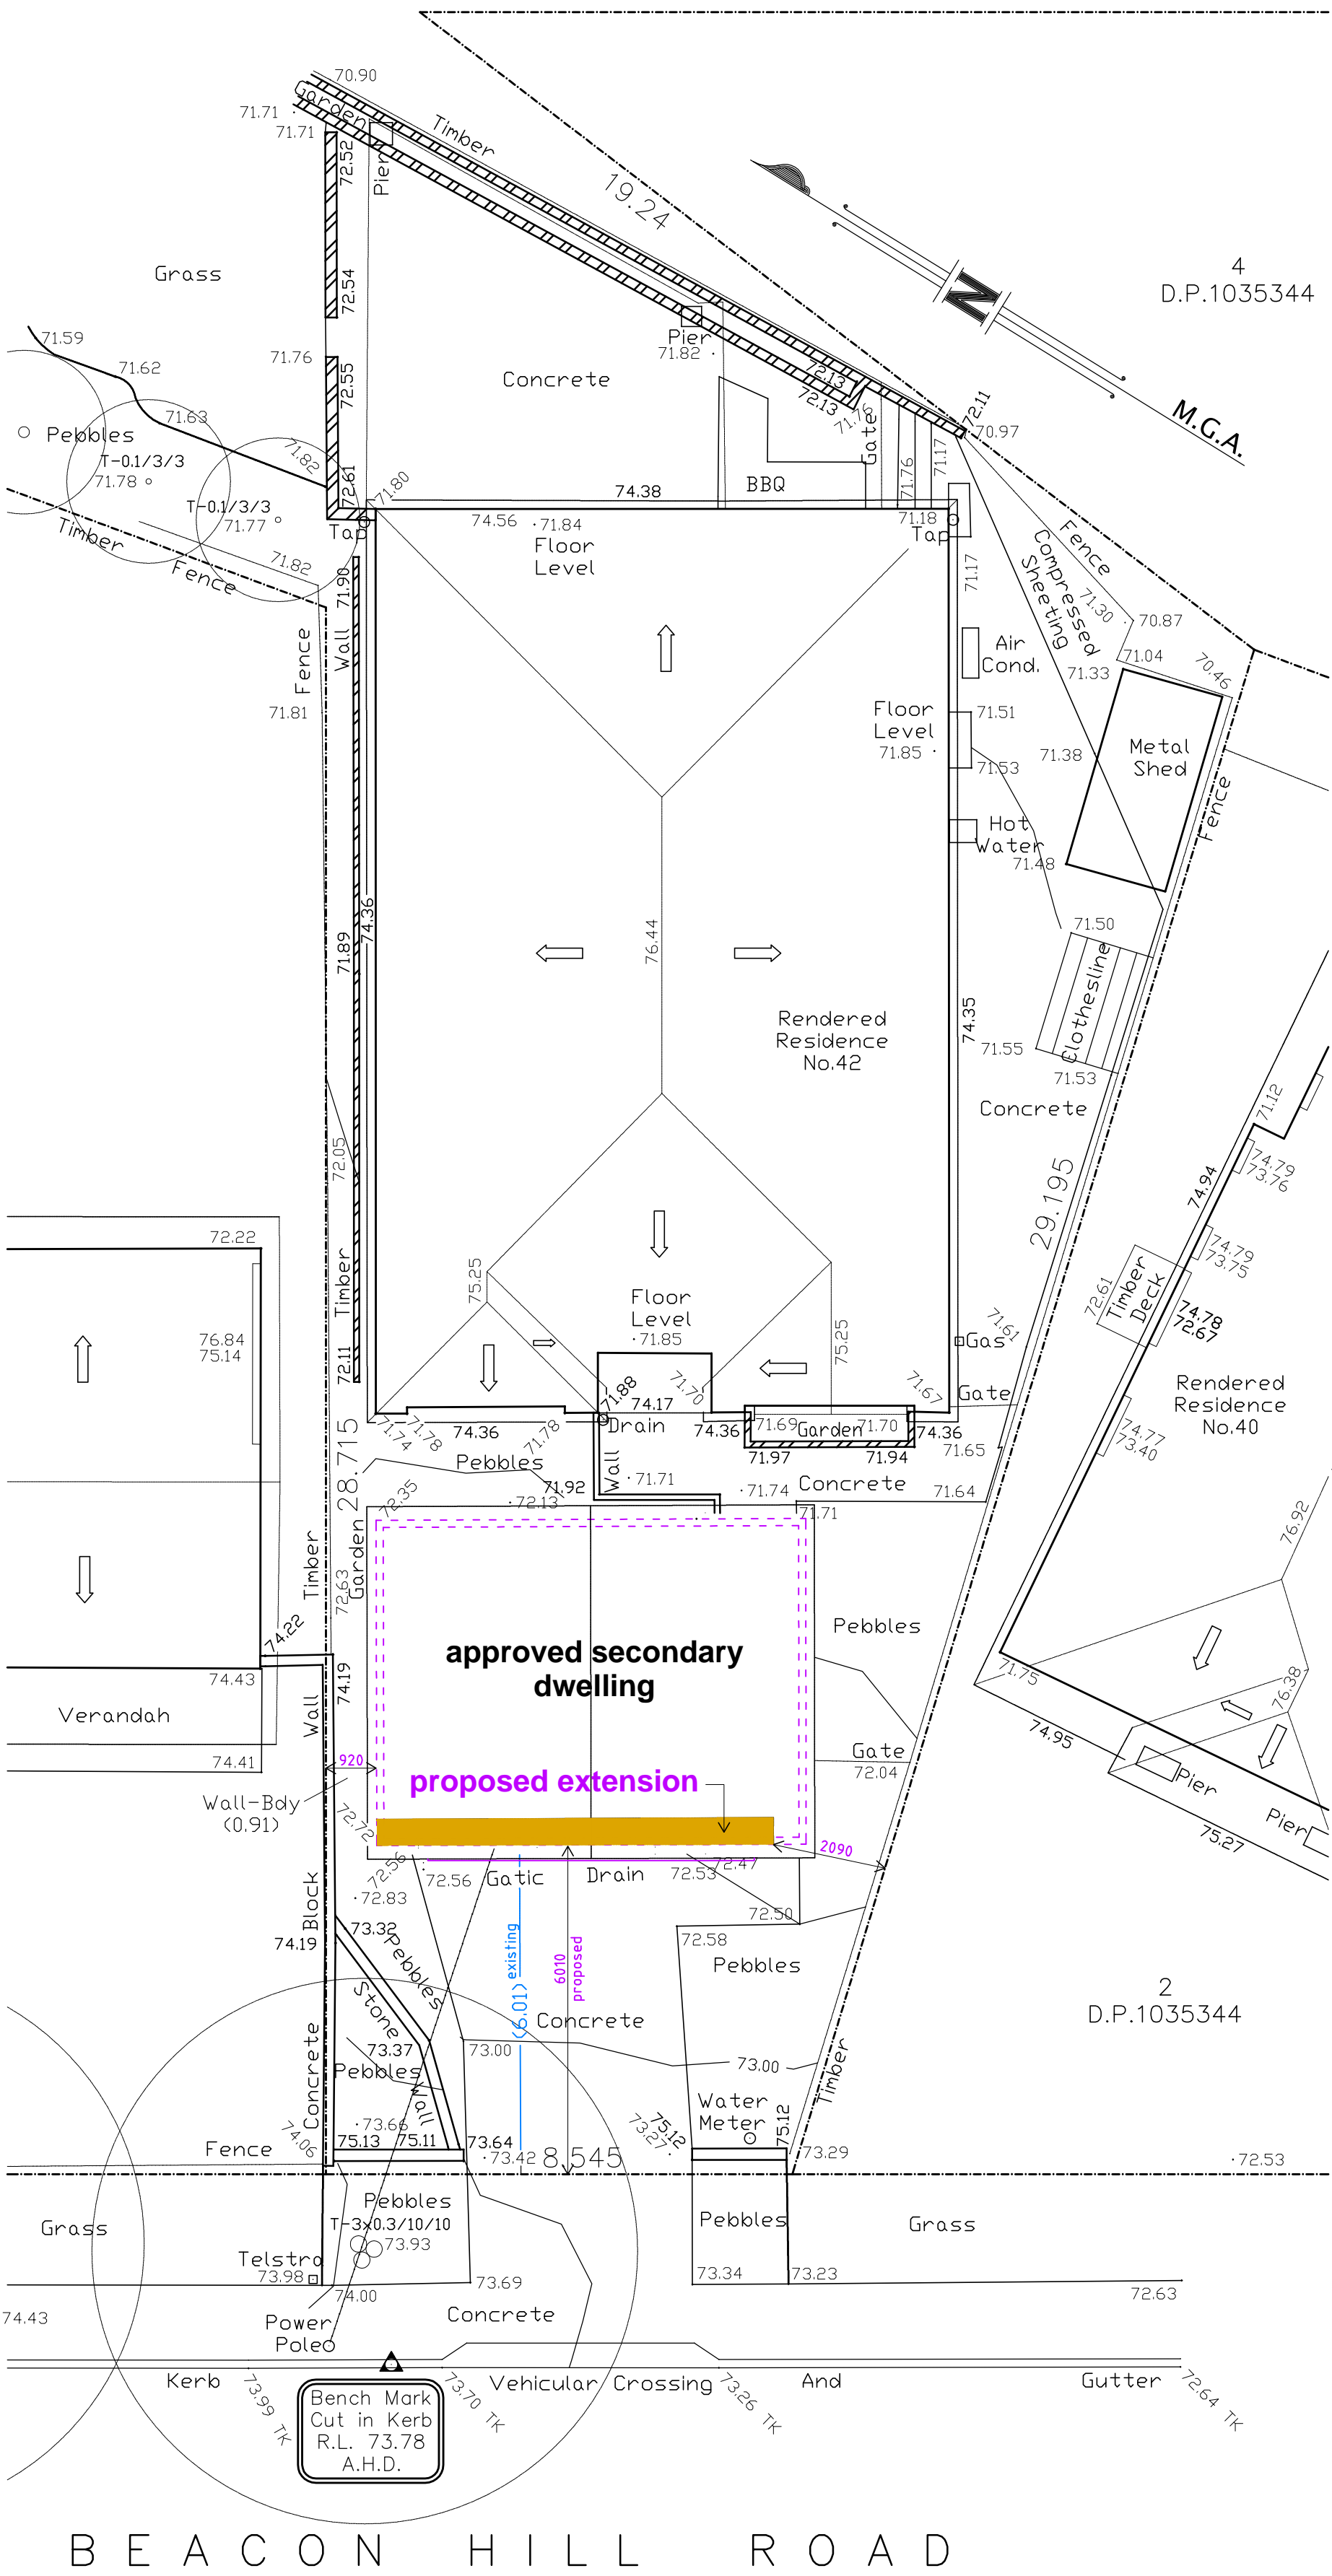 70.90
Garden
71.71
71.71
Timber
72.52
Pier
19.24
4
D.P.1035344
Grass
72.54
N
M.G.A.
71.59
71.62
71.76
72.55
Pier
71.82
Concrete
72.13
72.13
71.76
Gate
72.11
70.97
71.17
71.76
71.63
Pebbles
T-0.1/3/3
71.78
71.82
72.61
71.80
74.38
BBQ
T-0.1/3/3
71.77
Tap
74.56
71.84
Floor
Level
71.18
Tap
Timber
Fence
71.82
71.90
71.17
Fence
Compressed
Sheeting
71.30
70.87
Fence
Wall
Air
Cond.
71.04
71.33
70.46
71.81
Floor
Level
71.85
71.51
71.53
71.38
Metal
Shed
Fence
Hot
Water
71.48
74.36
71.89
76.44
71.50
Clothesline
74.35
71.55
71.53
Rendered
Residence
No.42
Concrete
71.12
72.05
74.79
73.76
74.94
29.195
72.22
74.79
73.75
Timber
75.25
Floor
Level
71.85
75.25
72.61
Timber
Deck
74.78
72.67
76.84
75.14
72.11
71.61
Gas
71.88
74.17
71.70
71.67
Gate
Rendered
Residence
No.40
71.74
71.78
74.36
71.78
Drain
74.36
71.69
Garden
71.70
74.36
71.65
74.77
73.40
28.715
Pebbles
71.97
71.94
Wall
71.92
71.71
71.74
Concrete
71.64
72.35
72.13
71.71
76.92
Timber
Garden
72.63
Pebbles
74.22
approved secondary
dwelling
74.43
74.19
71.75
76.38
Verandah
Wall
74.95
74.41
920
proposed extension
Gate
72.04
Pier
Wall-Bdy
(0.91)
72.72
2090
Pier
75.27
72.56
72.56
Gatic
Drain
72.53
72.47
72.83
72.50
Block
74.19
73.32
Pebbles
72.58
existing
(6.01)
6010
proposed
Pebbles
Stone
Concrete
2
D.P.1035344
73.37
73.00
73.00
Pebbles
Wall
Concrete
Timber
Water
Meter
75.12
73.27
75.12
73.66
74.06
75.13
75.11
73.64
Fence
73.42
8.545
73.29
72.53
Pebbles
T-3x0.3/10/10
73.93
Grass
Pebbles
Grass
Telstra
73.98
74.00
73.69
73.34
73.23
72.63
74.43
Power
Pole
Concrete
Kerb
Vehicular Crossing
And
Gutter
73.99 TK
73.70 TK
73.26 TK
72.64 TK
Bench Mark
Cut in Kerb
R.L. 73.78
A.H.D.
BEACON HILL ROAD